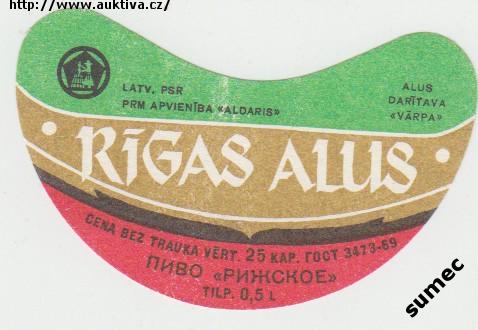 http://www.auktiva.cz/
LATV. PSR
PRM APVIENĪBA «ALDARIS»
ALUS
DARĪTAVA
«VĀRPA»
• RĪGAS ALUS •
CENA BEZ TRAUKA VĒRT. 25 KAP. ГОСТ 3473-69
ПИВО «РИЖСКОЕ»
TILP. 0,5 L
sumec